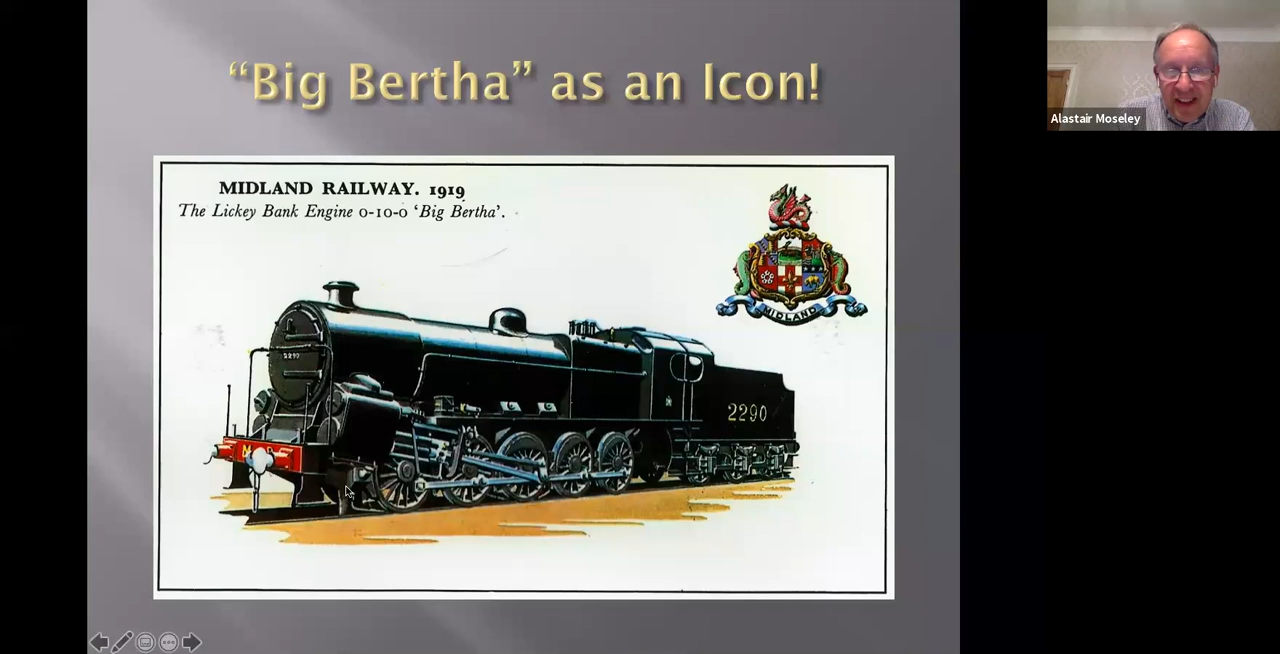 “Big Bertha” as an Icon!
Alastair Moseley
MIDLAND RAILWAY. 1919
The Lickey Bank Engine 0-10-0 ‘Big Bertha’.
MIDLAND
2290
2290